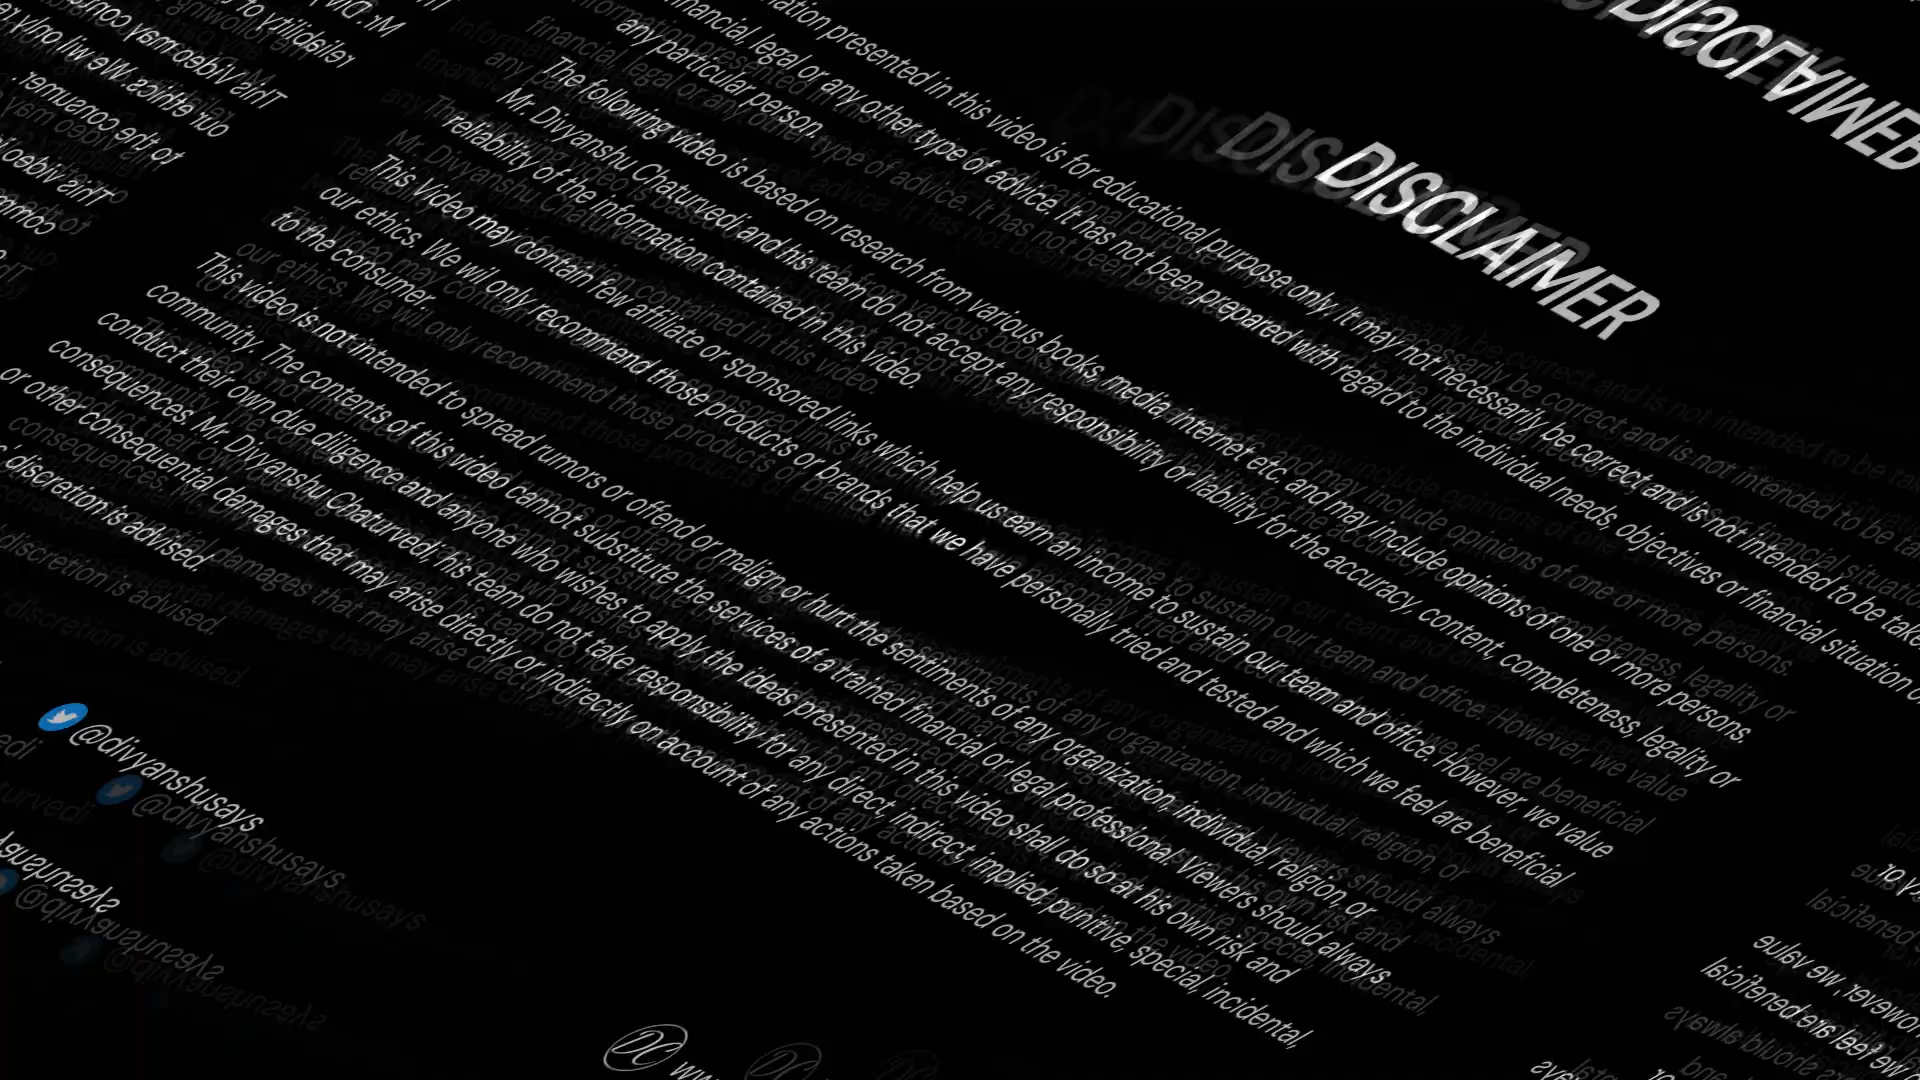 DISCLAIMER
presented in this video is for educational purpose only. It may not necessarily be correct and is not intended to be
financial, legal or any other type of advice. It has not been prepared with regard to the individual needs, objectives or financial situation
any particular person.
The following video is based on research from various books, media, internet etc. and may include opinions of one or more persons.
Mr. Divyanshu Chaturvedi and his team do not accept any responsibility or liability for the accuracy, content, completeness, legality or
reliability of the information contained in this video.
This Video may contain few affiliate or sponsored links which help us earn an income to sustain our team and office. However, we value
our ethics. We will only recommend those products or brands that we have personally tried and tested and which we feel are beneficial
to the consumer.
This video is not intended to spread rumors or offend or malign or hurt the sentiments of any organization, individual, religion, or
community. The contents of this video cannot substitute the services of a trained financial or legal professional. Viewers should always
conduct their own due diligence and anyone who wishes to apply the ideas presented in this video shall do so at his own risk and
consequences. Mr. Divyanshu Chaturvedi; his team do not take responsibility for any direct, indirect, implied, punitive, special, incidental,
or other consequential damages that may arise directly or indirectly on account of any actions taken based on the video.
discretion is advised.
@divyanshusays
DC